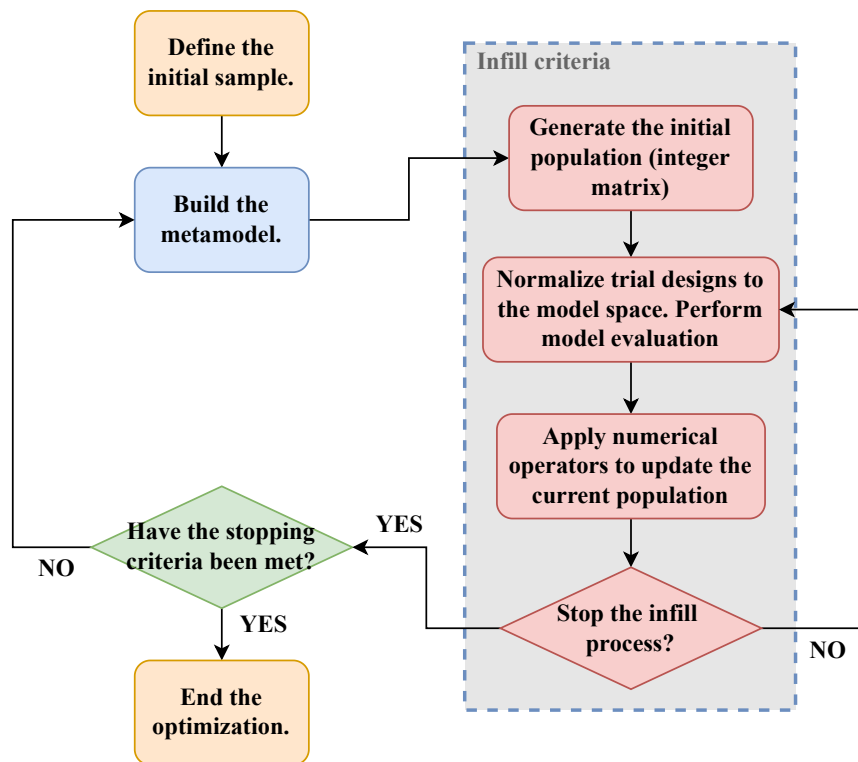 Define the
initial sample.
Build the
metamodel.
Infill criteria
Generate the initial
population (integer
matrix)
Normalize trial designs to
the model space. Perform
model evaluation
Apply numerical
operators to update the
current population
Stop the infill
process?
NO
YES
Have the stopping
criteria been met?
NO
YES
End the
optimization.